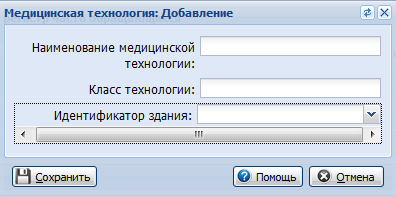 Медицинская технология: Добавление
Наименование медицинской
технологии:
Класс технологии:
Идентификатор здания:
Сохранить
Помощь
Отмена